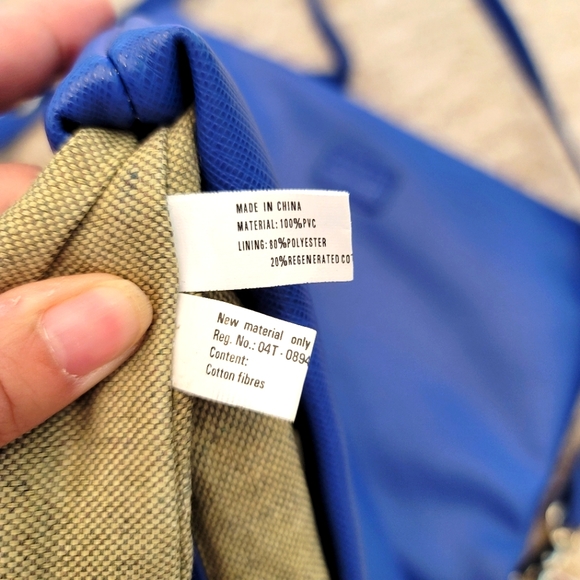 MADE IN CHINA
MATERIAL:100%PVC
LINING:80%POLYESTER
20%REGENERATED CO
New material only
Reg. No.: 04T - 0894
Content:
Cotton fibres